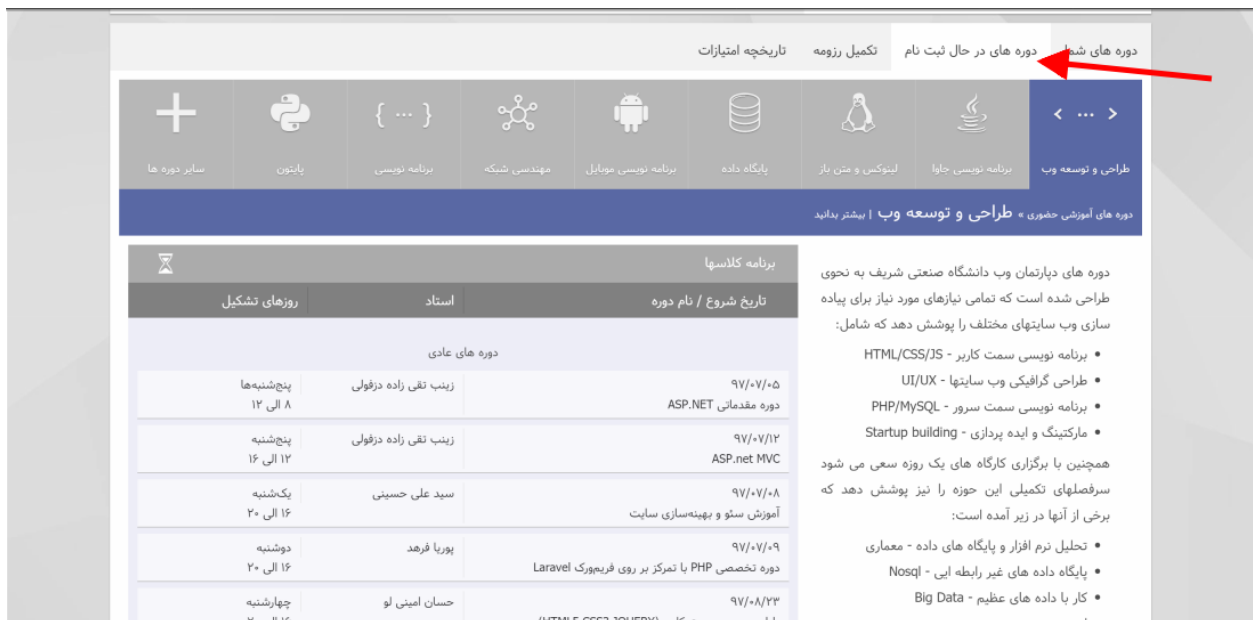 دوره های شما
دوره های در حال ثبت نام
تکمیل رزومه
تاریخچه امتیازات
طراحی و توسعه وب
برنامه نویسی جاوا
لینوکس و متن باز
پایگاه داده
برنامه نویسی موبایل
مهندسی شبکه
برنامه نویسی
پایتون
سایر دوره ها
دوره های آموزشی حضوری » طراحی و توسعه وب | بیشتر بدانید
دوره های دپارتمان وب دانشگاه صنعتی شریف به نحوی
طراحی شده است که تمامی نیازهای مورد نیاز برای پیاده
سازی وب سایتهای مختلف را پوشش دهد که شامل:
• برنامه نویسی سمت کاربر - HTML/CSS/JS
• طراحی گرافیکی وب سایتها - UI/UX
• برنامه نویسی سمت سرور - PHP/MySQL
• مارکتینگ و ایده پردازی - Startup building
همچنین با برگزاری کارگاه های یک روزه سعی می شود
سرفصلهای تکمیلی این حوزه را نیز پوشش دهد که
برخی از آنها در زیر آمده است:
• تحلیل نرم افزار و پایگاه های داده - معماری
• پایگاه داده های غیر رابطه ایی - Nosql
• کار با داده های عظیم - Big Data
برنامه کلاسها
تاریخ شروع / نام دوره
استاد
روزهای تشکیل
دوره های عادی
۹۷/۰۷/۰۵
دوره مقدماتی ASP.NET
زینب تقی زاده دزفولی
پنج‌شنبه‌ها
۸ الی ۱۲
۹۷/۰۷/۱۲
ASP.net MVC
زینب تقی زاده دزفولی
پنج‌شنبه
۱۲ الی ۱۶
۹۷/۰۷/۰۸
آموزش سئو و بهینه‌سازی سایت
سید علی حسینی
یک‌شنبه
۱۶ الی ۲۰
۹۷/۰۷/۰۹
دوره تخصصی PHP با تمرکز بر روی فریم‌ورک Laravel
پوریا فرهد
دوشنبه
۱۶ الی ۲۰
۹۷/۰۸/۲۳
حسان امینی لو
چهارشنبه